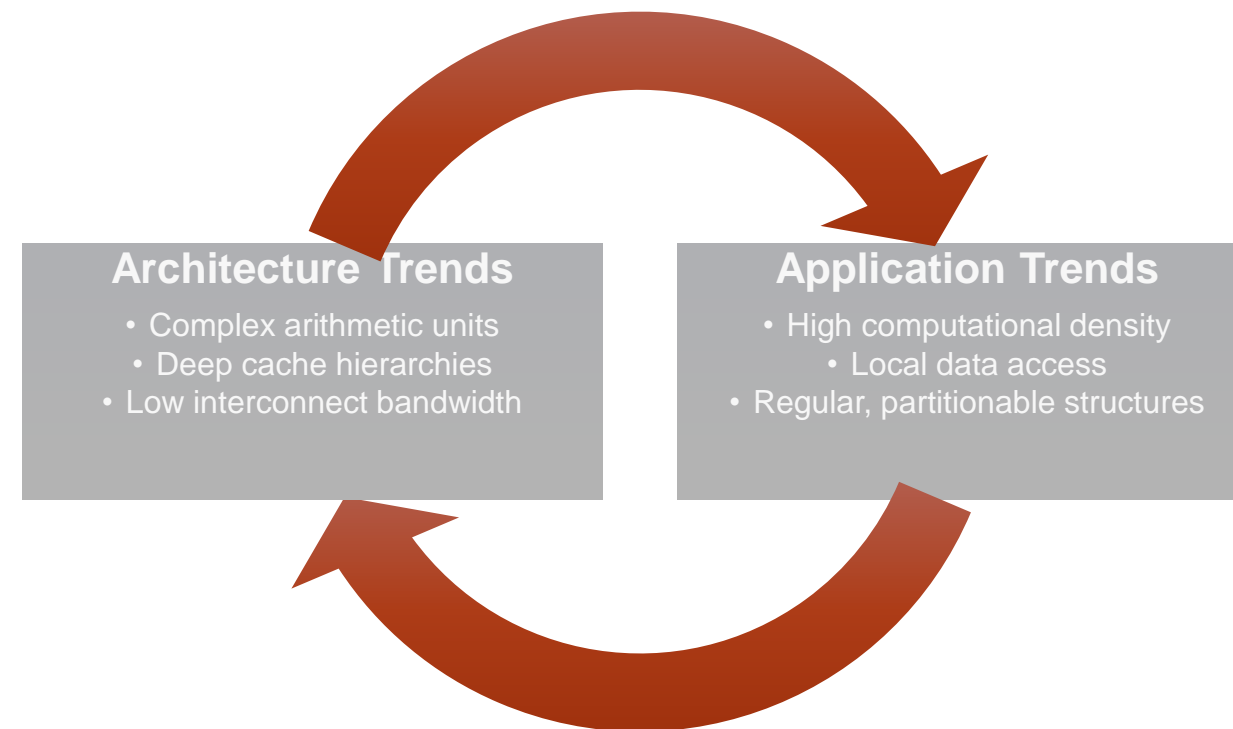 Architecture Trends
• Complex arithmetic units
• Deep cache hierarchies
• Low interconnect bandwidth
Application Trends
• High computational density
• Local data access
• Regular, partitionable structures